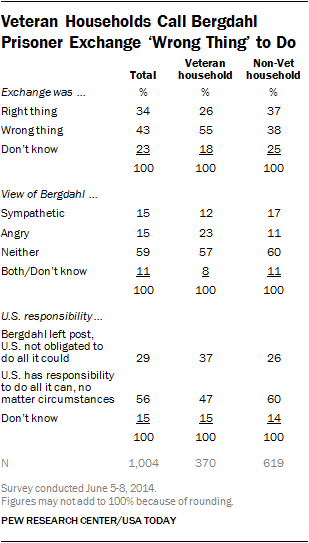 Veteran Households Call Bergdahl
Prisoner Exchange ‘Wrong Thing’ to Do
Total Veteran household Non-Vet household
Exchange was ... % % %
Right thing 34 26 37
Wrong thing 43 55 38
Don’t know 23 18 25
100 100 100
View of Bergdahl ...
Sympathetic 15 12 17
Angry 15 23 11
Neither 59 57 60
Both/Don’t know 11 8 11
100 100 100
U.S. responsibility ...
Bergdahl left post,
U.S. not obligated to
do all it could 29 37 26
U.S. has responsibility
to do all it can, no
matter circumstances 56 47 60
Don’t know 15 15 14
100 100 100
N 1,004 370 619
Survey conducted June 5-8, 2014.
Figures may not add to 100% because of rounding.
PEW RESEARCH CENTER/USA TODAY